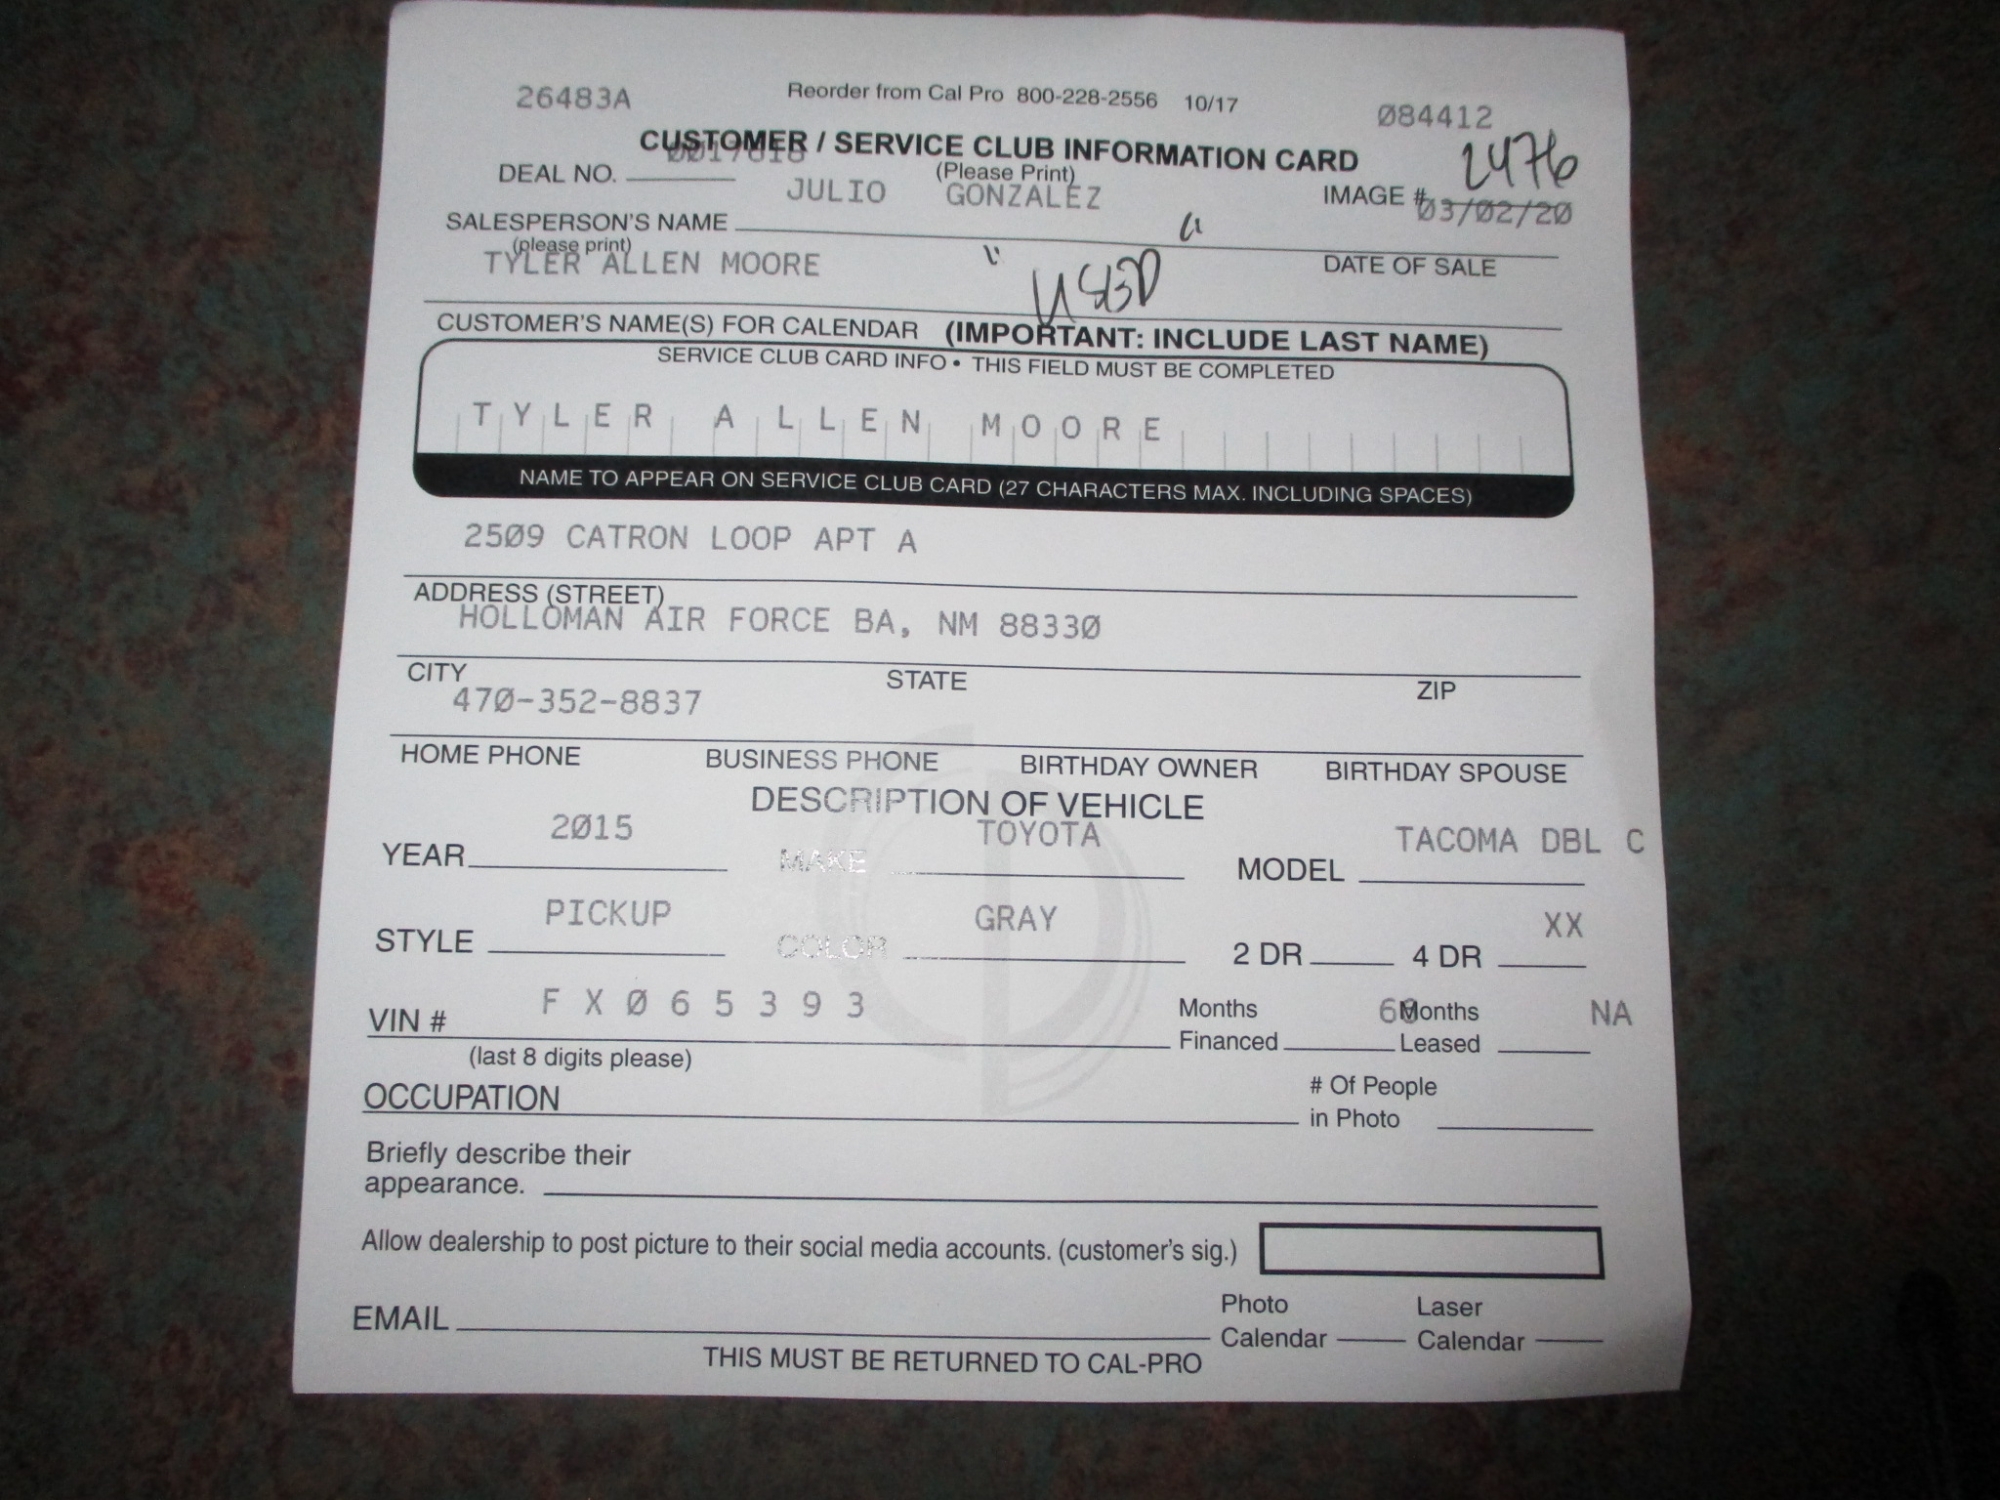 26483A Reorder from Cal Pro 800-228-2556 10/17 Ø84412
CUSTOMER / SERVICE CLUB INFORMATION CARD 2476
DEAL NO. (Please Print)
JULIO GONZALEZ IMAGE # Ø3/Ø2/2Ø
SALESPERSON'S NAME
(please print) DATE OF SALE
TYLER ALLEN MOORE "USED"
CUSTOMER'S NAME(S) FOR CALENDAR (IMPORTANT: INCLUDE LAST NAME)
SERVICE CLUB CARD INFO • THIS FIELD MUST BE COMPLETED
TYLER ALLEN MOORE
NAME TO APPEAR ON SERVICE CLUB CARD (27 CHARACTERS MAX. INCLUDING SPACES)
25Ø9 CATRON LOOP APT A
ADDRESS (STREET)
HOLLOMAN AIR FORCE BA, NM 8833Ø
CITY STATE ZIP
47Ø-352-8837
HOME PHONE BUSINESS PHONE BIRTHDAY OWNER BIRTHDAY SPOUSE
DESCRIPTION OF VEHICLE
YEAR 2Ø15 MAKE TOYOTA MODEL TACOMA DBL C
STYLE PICKUP COLOR GRAY 2 DR 4 DR XX
VIN # F X Ø 6 5 3 9 3 Months Financed Months Leased NA
(last 8 digits please)
OCCUPATION # Of People in Photo
Briefly describe their
appearance.
Allow dealership to post picture to their social media accounts. (customer's sig.)
EMAIL Photo Calendar Laser Calendar
THIS MUST BE RETURNED TO CAL-PRO